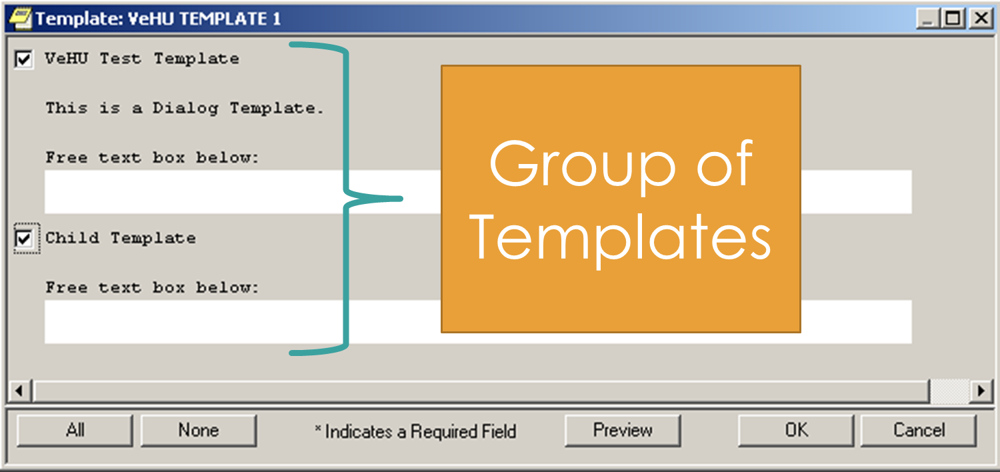 Template: VeHU TEMPLATE 1
VeHU Test Template
This is a Dialog Template.
Free text box below:
Child Template
Free text box below:
Group of
Templates
All
None
* Indicates a Required Field
Preview
OK
Cancel